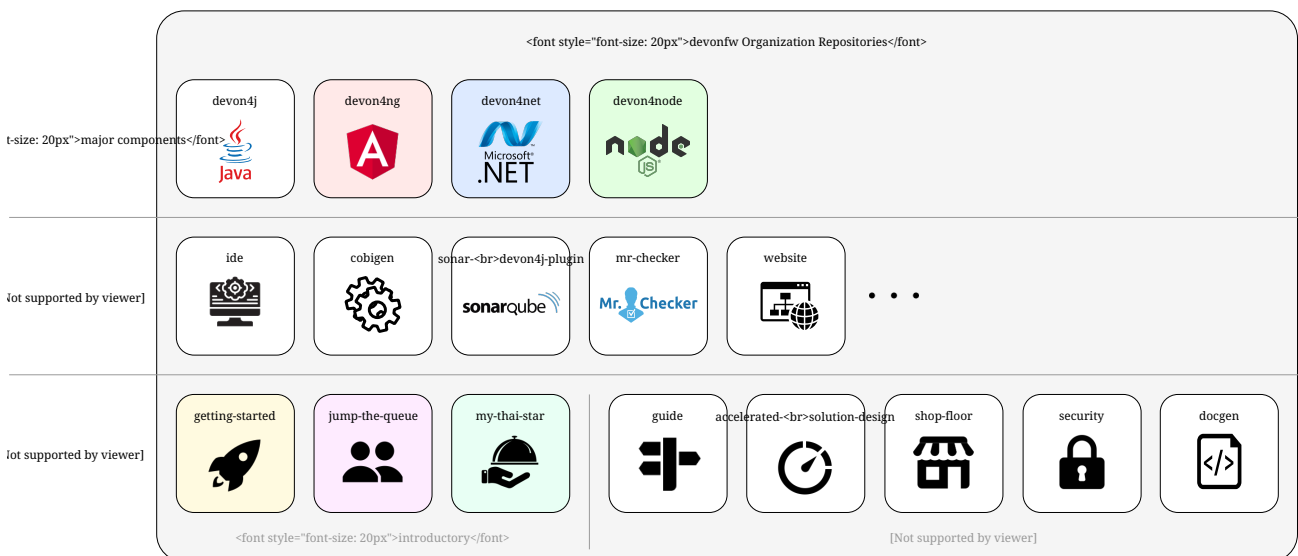 <font style="font-size: 20px">devonfw Organization Repositories</font>
devon4j
devon4ng
devon4net
devon4node
t-size: 20px">major components</font>
Java
A
Microsoft®
.NET
node
JS
ide
cobigen
sonar-<br>devon4j-plugin
mr-checker
website
Not supported by viewer]
sonarqube
Mr. Checker
• • •
getting-started
jump-the-queue
my-thai-star
guide
accelerated-<br>solution-design
shop-floor
security
docgen
Not supported by viewer]
</>
<font style="font-size: 20px">introductory</font>
[Not supported by viewer]